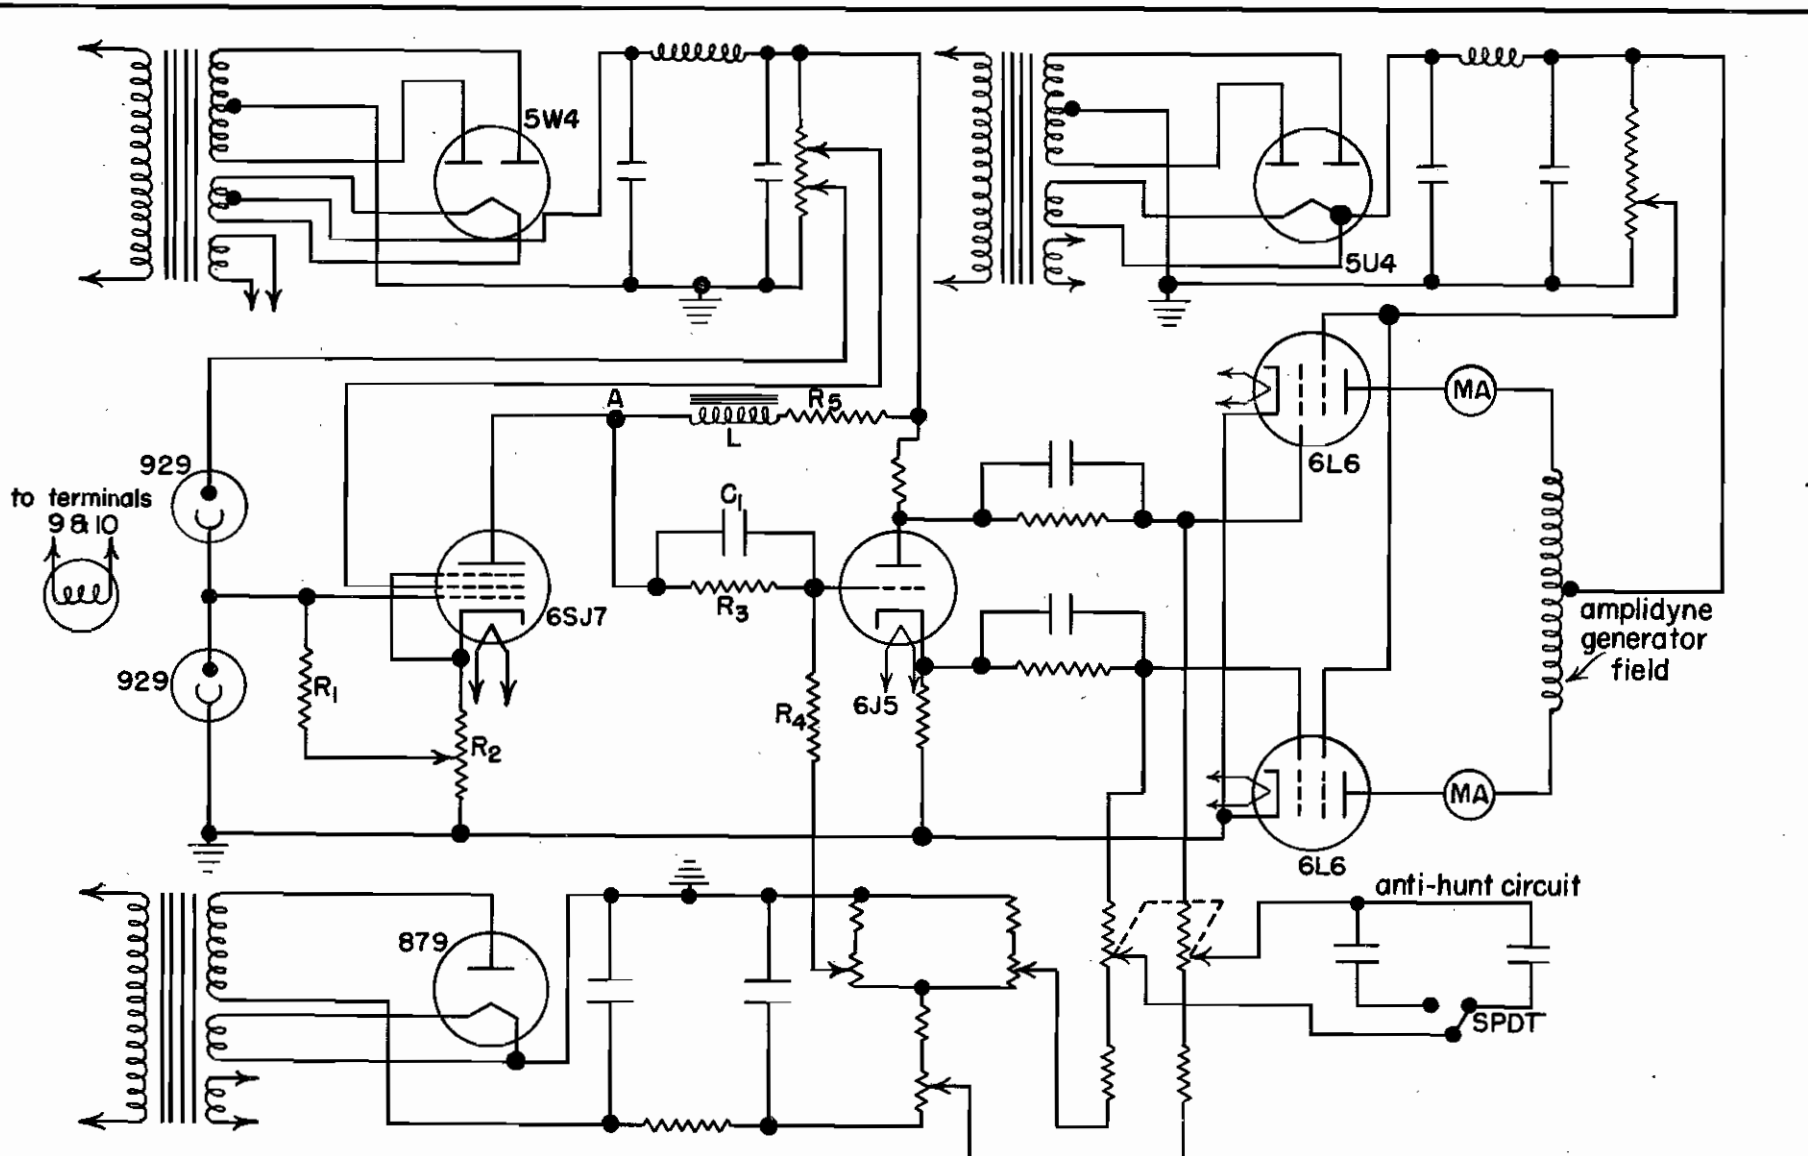 5W4
5U4
A
R5
L
6L6
MA
929
to terminals
9 & 10
C1
R3
6SJ7
amplidyne
generator
field
929
R1
R4
6J5
R2
MA
6L6
anti-hunt circuit
879
SPDT